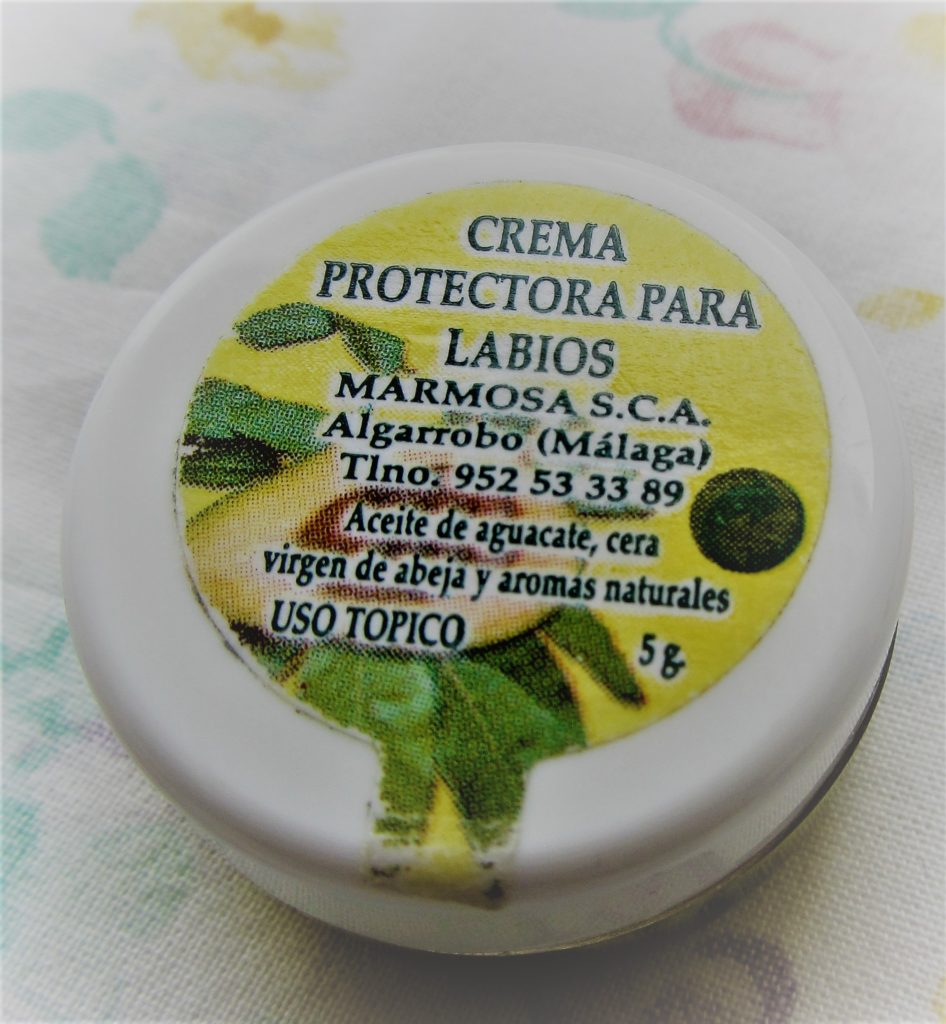 CREMA
PROTECTORA PARA
LABIOS
MARMOSA S.C.A.
Algarrobo (Málaga)
Tlno. 952 53 33 89
Aceite de aguacate, cera
virgen de abeja y aromas naturales
USO TOPICO
5 g.